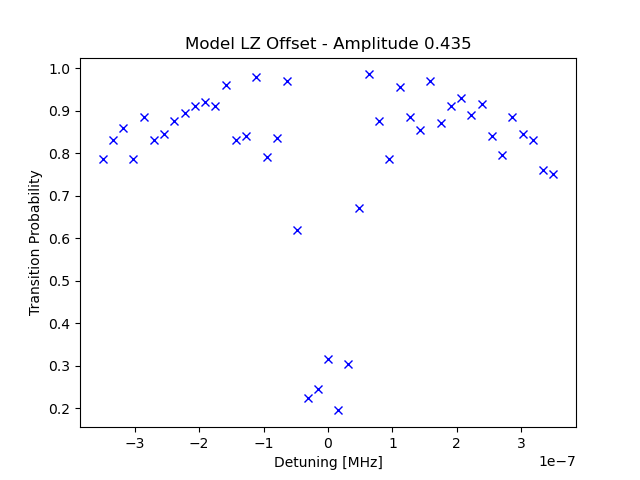 Model LZ Offset - Amplitude 0.435
1.0
0.9
0.8
0.7
0.6
0.5
0.4
0.3
0.2
Transition Probability
−3 −2 −1 0 1 2 3
1e−7
Detuning [MHz]